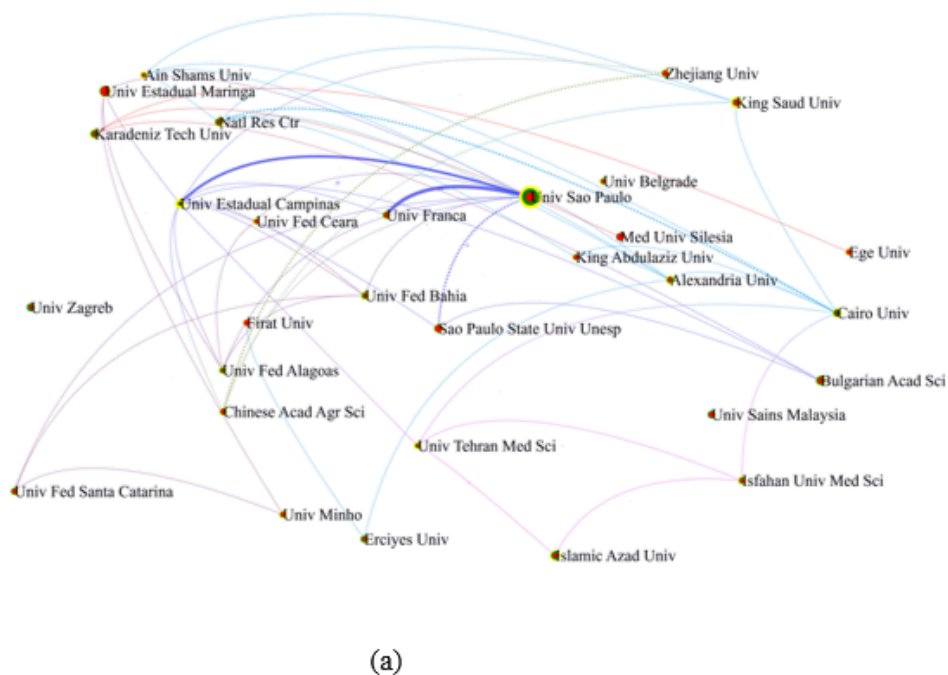 Ain Shams Univ
Zhejiang Univ
Univ Estadual Maringa
King Saud Univ
Natl Res Ctr
Karadeniz Tech Univ
Univ Belgrade
Univ Sao Paulo
Univ Estadual Campinas
Univ Franca
Univ Fed Ceara
Med Univ Silesia
Ege Univ
King Abdulaziz Univ
Alexandria Univ
Univ Fed Bahia
Univ Zagreb
Cairo Univ
Firat Univ
Sao Paulo State Univ Unesp
Univ Fed Alagoas
Bulgarian Acad Sci
Chinese Acad Agr Sci
Univ Sains Malaysia
Univ Tehran Med Sci
Isfahan Univ Med Sci
Univ Fed Santa Catarina
Univ Minho
Erciyes Univ
Islamic Azad Univ
(a)